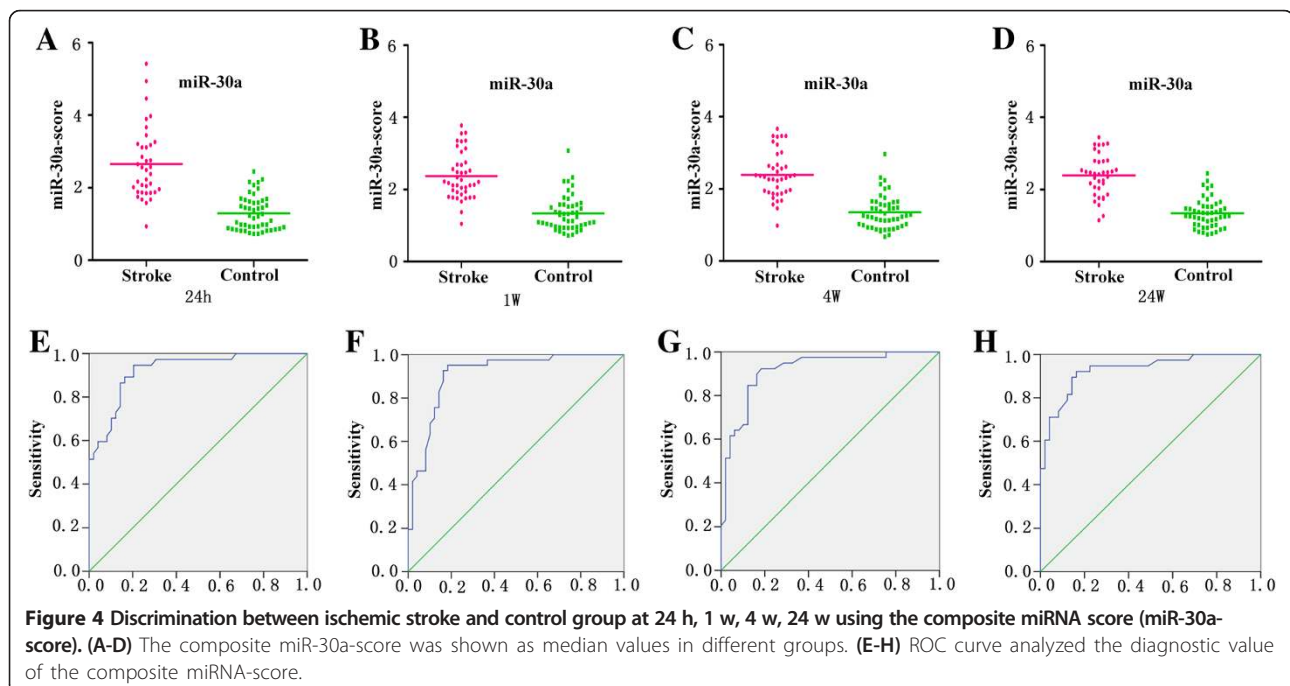 A
B
C
D
6
4
2
0
miR-30a-score
miR-30a
Stroke
Control
24h
6
4
2
0
miR-30a-score
miR-30a
Stroke
Control
1W
6
4
2
0
miR-30a-score
miR-30a
Stroke
Control
4W
6
4
2
0
miR-30a-score
miR-30a
Stroke
Control
24W
E
F
G
H
1.0
0.8
0.6
0.4
0.2
0.0
Sensitivity
0.0 0.2 0.4 0.6 0.8 1.0
1.0
0.8
0.6
0.4
0.2
0.0
Sensitivity
0.0 0.2 0.4 0.6 0.8 1.0
1.0
0.8
0.6
0.4
0.2
0.0
Sensitivity
0.0 0.2 0.4 0.6 0.8 1.0
1.0
0.8
0.6
0.4
0.2
0.0
Sensitivity
0.0 0.2 0.4 0.6 0.8 1.0
Figure 4 Discrimination between ischemic stroke and control group at 24 h, 1 w, 4 w, 24 w using the composite miRNA score (miR-30a-
score). (A-D) The composite miR-30a-score was shown as median values in different groups. (E-H) ROC curve analyzed the diagnostic value
of the composite miRNA-score.